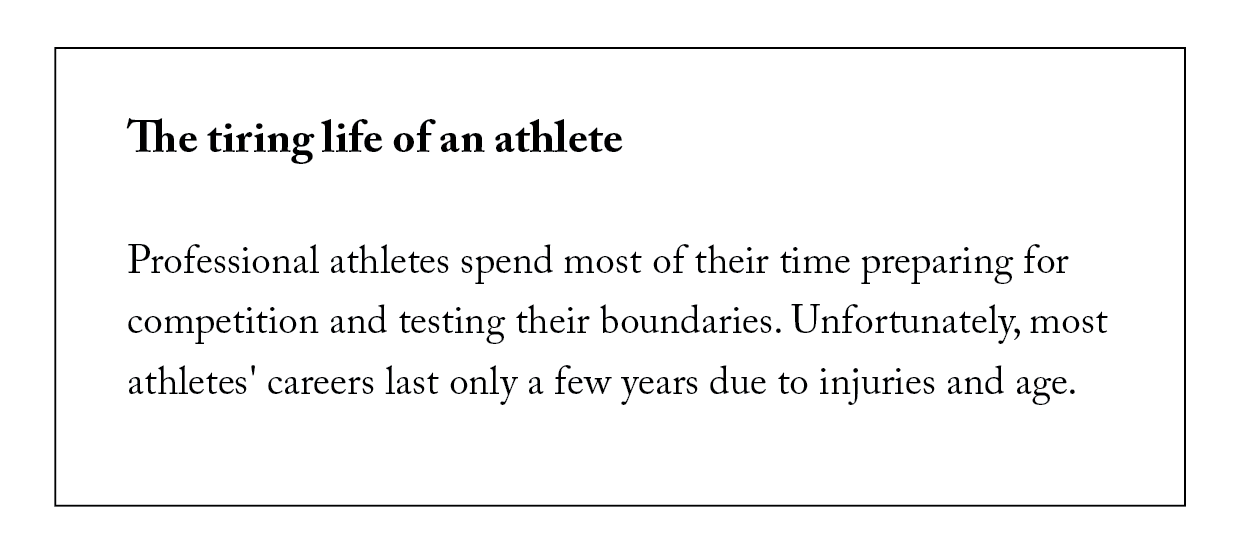 The tiring life of an athlete
Professional athletes spend most of their time preparing for
competition and testing their boundaries. Unfortunately, most
athletes' careers last only a few years due to injuries and age.